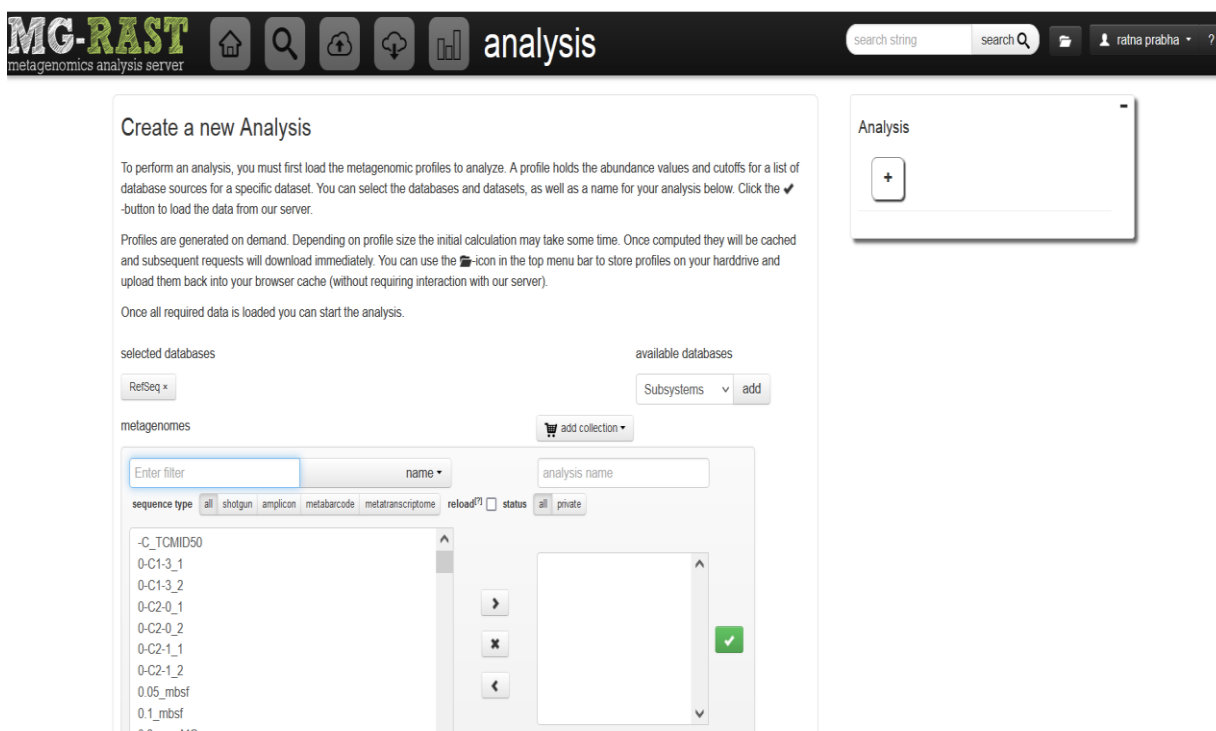 MG-RAST
metagenomics analysis server
analysis
search string
search
ratna prabha
?
Create a new Analysis
To perform an analysis, you must first load the metagenomic profiles to analyze. A profile holds the abundance values and cutoffs for a list of
database sources for a specific dataset. You can select the databases and datasets, as well as a name for your analysis below. Click the ✔
-button to load the data from our server.
Profiles are generated on demand. Depending on profile size the initial calculation may take some time. Once computed they will be cached
and subsequent requests will download immediately. You can use the -icon in the top menu bar to store profiles on your harddrive and
upload them back into your browser cache (without requiring interaction with our server).
Once all required data is loaded you can start the analysis.
selected databases
available databases
RefSeq ×
Subsystems
add
metagenomes
add collection
Enter filter
name
analysis name
sequence type all shotgun amplicon metabarcode metatranscriptome reload[?] status all private
-C_TCMID50
0-C1-3_1
0-C1-3_2
0-C2-0_1
0-C2-0_2
0-C2-1_1
0-C2-1_2
0.05_mbsf
0.1_mbsf
Analysis
+